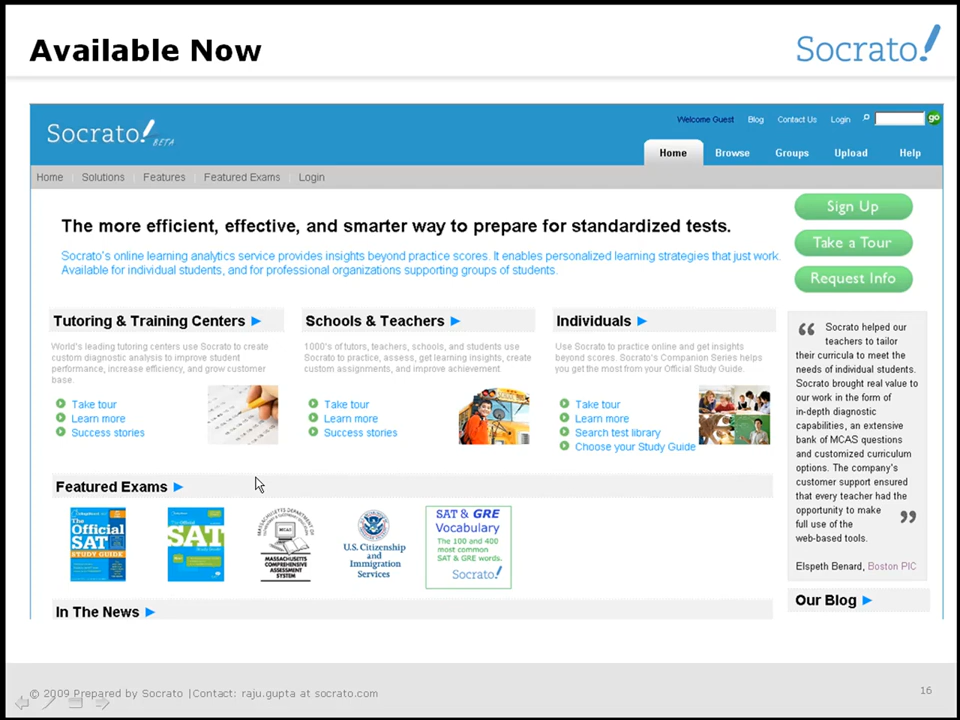 Available Now
Socrato!
Socrato! BETA
Welcome Guest Blog Contact Us Login go
Home Browse Groups Upload Help
Home Solutions Features Featured Exams Login
The more efficient, effective, and smarter way to prepare for standardized tests.
Socrato's online learning analytics service provides insights beyond practice scores. It enables personalized learning strategies that just work.
Available for individual students, and for professional organizations supporting groups of students.
Sign Up
Take a Tour
Request Info
Tutoring & Training Centers
World's leading tutoring centers use Socrato to create
custom diagnostic analysis to improve student
performance, increase efficiency, and grow customer
base.
Take tour
Learn more
Success stories
Schools & Teachers
1000's of tutors, teachers, schools, and students use
Socrato to practice, assess, get learning insights, create
custom assignments, and improve achievement.
Take tour
Learn more
Success stories
Individuals
Use Socrato to practice online and get insights
beyond scores. Socrato's Companion Series helps
you get the most from your Official Study Guide.
Take tour
Learn more
Search test library
Choose your Study Guide
“ Socrato helped our
teachers to tailor
their curricula to meet the
needs of individual students.
Socrato brought real value to
our work in the form of
in-depth diagnostic
capabilities, an extensive
bank of MCAS questions
and customized curriculum
options. The company's
customer support ensured
that every teacher had the
opportunity to make
full use of the
web-based tools. ”
Elspeth Benard, Boston PIC
Our Blog
Featured Exams
The
Official
SAT
STUDY GUIDE
The Official
SAT
MASSACHUSETTS DEPARTMENT OF
MCAS
MASSACHUSETTS
COMPREHENSIVE
ASSESSMENT
SYSTEM
U.S. Citizenship
and
Immigration
Services
SAT & GRE
Vocabulary
The 100 and 400
most common
SAT & GRE words.
Socrato!
In The News
© 2009 Prepared by Socrato |Contact: raju.gupta at socrato.com
16